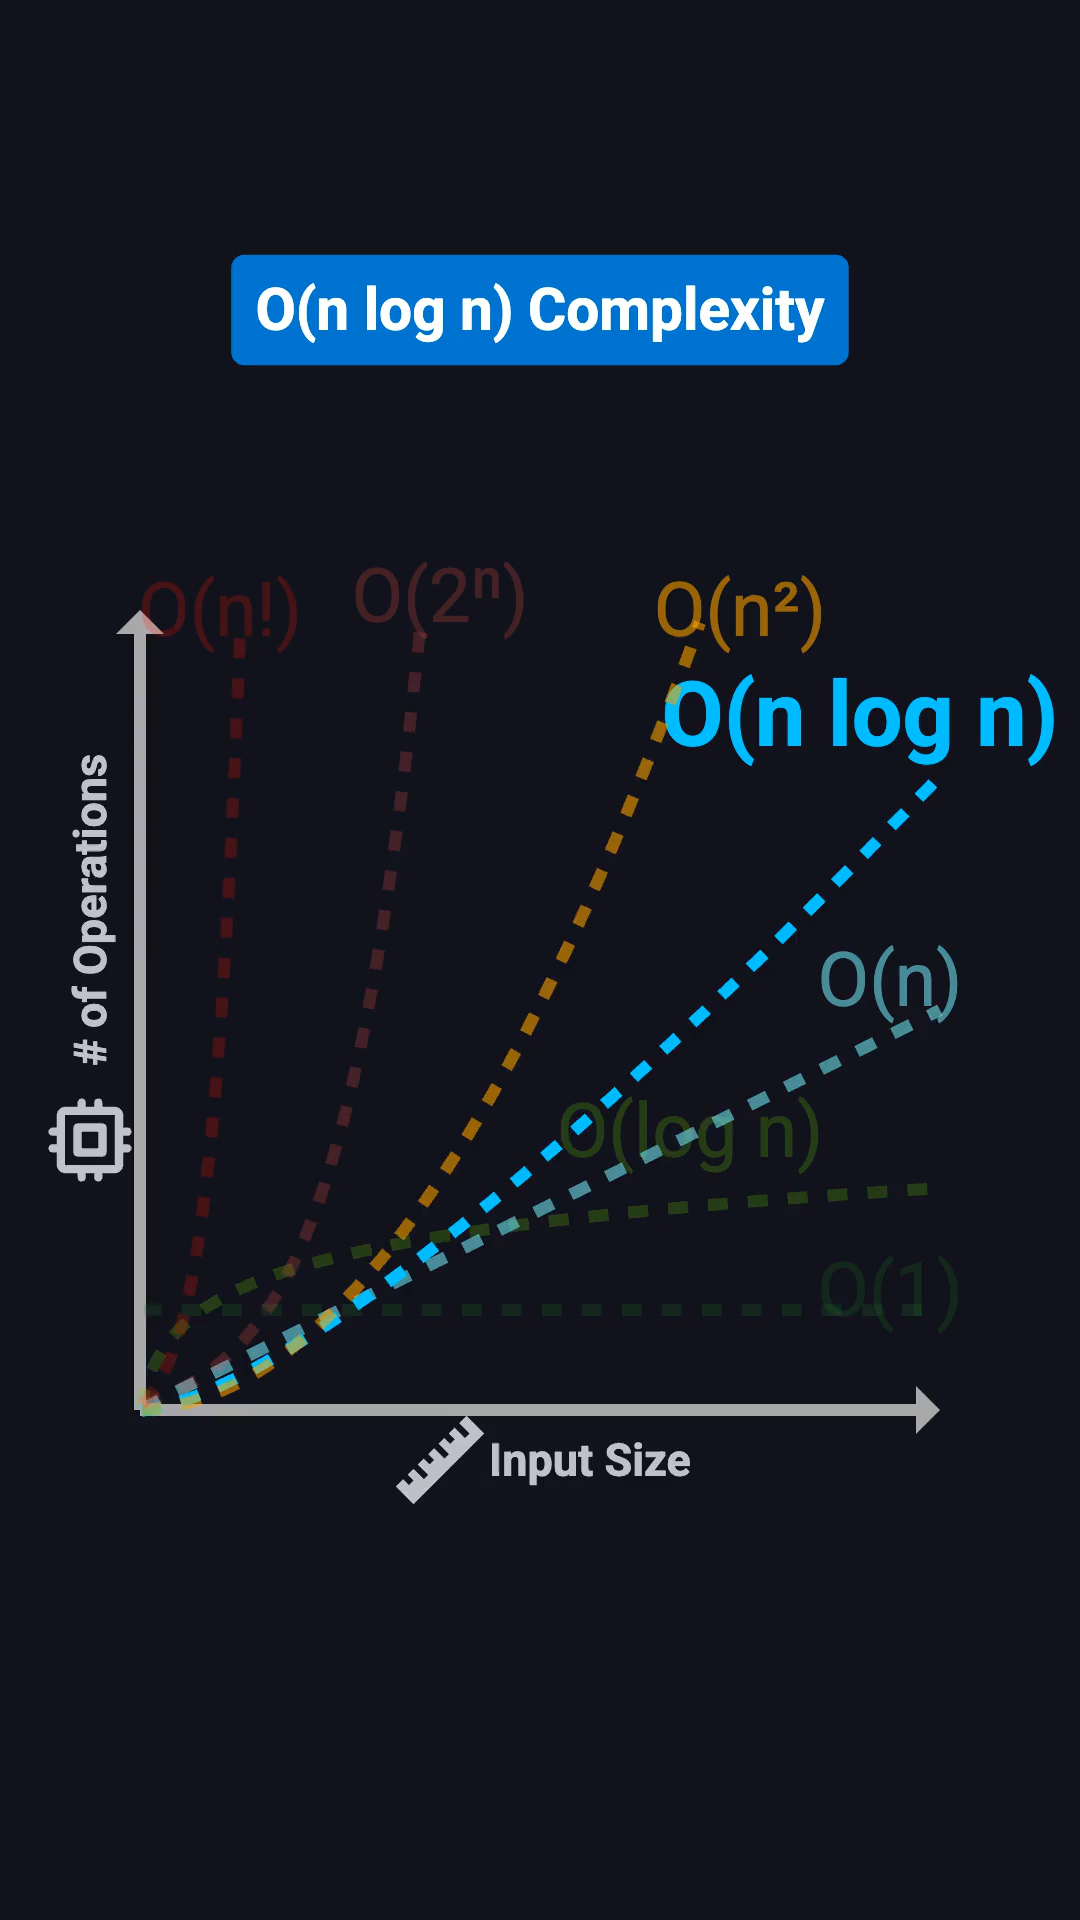 O(n log n) Complexity
O(n!)
O(2ⁿ)
O(n²)
O(n log n)
# of Operations
O(n)
O(log n)
O(1)
Input Size